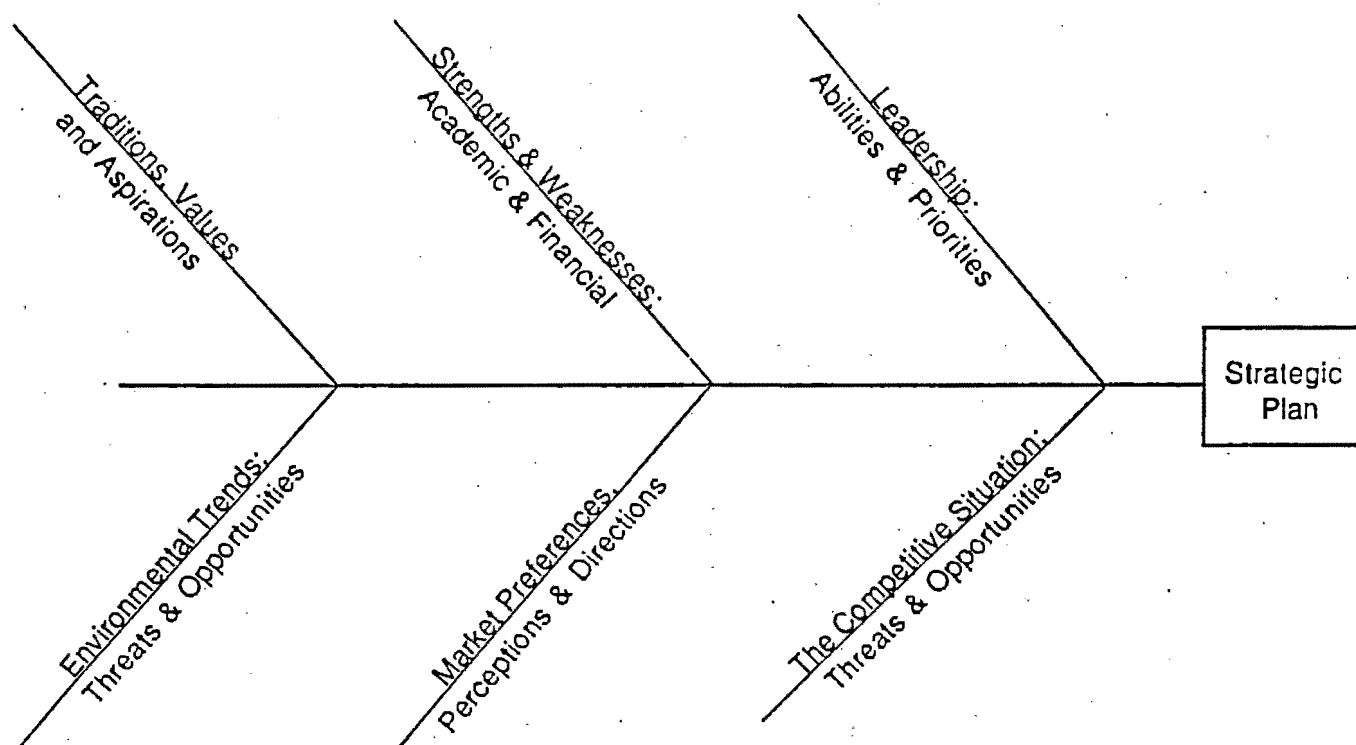 Traditions, Values
and Aspirations
Strengths & Weaknesses:
Academic & Financial
Leadership:
Abilities & Priorities
Strategic
Plan
Environmental Trends:
Threats & Opportunities
Market Preferences,
Perceptions & Directions
The Competitive Situation:
Threats & Opportunities